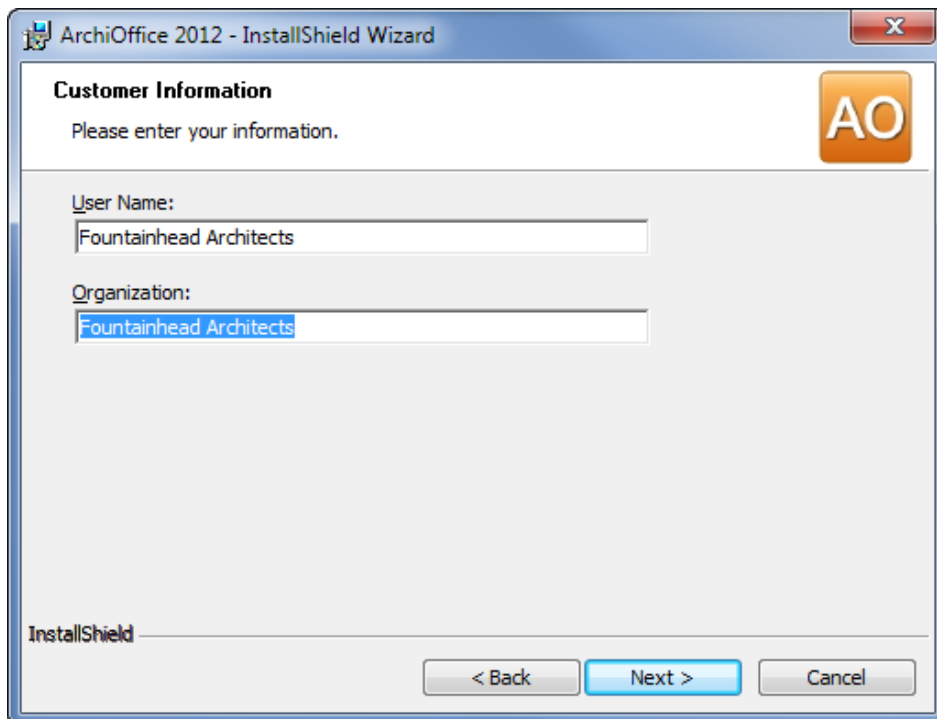 ArchiOffice 2012 - InstallShield Wizard
Customer Information
Please enter your information.
AO
User Name:
Fountainhead Architects
Organization:
Fountainhead Architects
InstallShield
< Back Next > Cancel